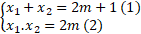 x₁ + x₂ = 2m + 1 (1)
x₁.x₂ = 2m (2)